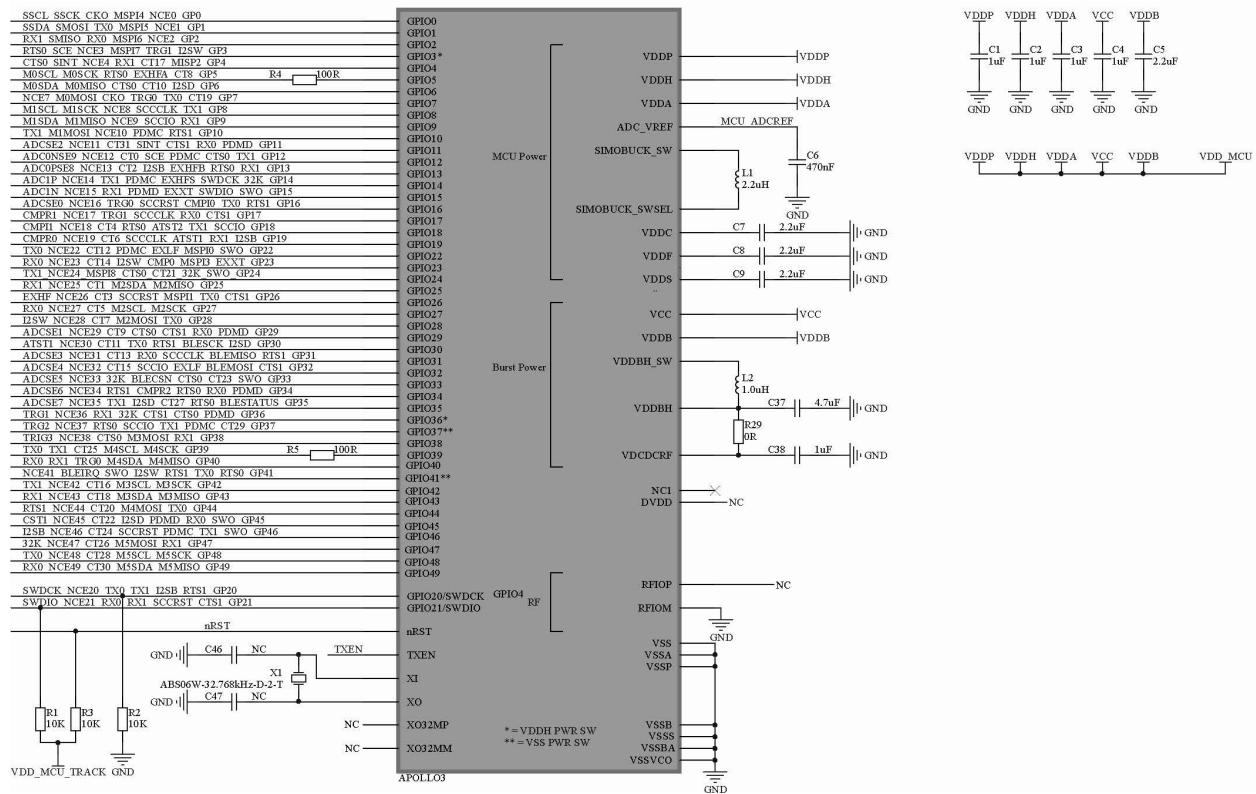 SSCL SSCK CKO MSPI4 NCE0 GP0
SSDA SMOSI TX0 MSPI5 NCE1 GP1
RX1 SMISO RX0 MSPI6 NCE2 GP2
RTS0 SCE NCE3 MSPI7 TRG1 I2SW GP3
CTS0 SINT NCE4 RX1 CT17 MISP2 GP4
M0SCL M0SCK RTS0 EXHFA CT8 GP5
M0SDA M0MISO CTS0 CT10 I2SD GP6
NCE7 M0MOSI CKO TRG0 TX0 CT19 GP7
M1SCL M1SCK NCE8 SCCCLK TX1 GP8
M1SDA M1MISO NCE9 SCCIO RX1 GP9
TX1 M1MOSI NCE10 PDMC RTS1 GP10
ADCSE2 NCE11 CT31 SINT CTS1 RX0 PDMD GP11
ADC0NSE9 NCE12 CT0 SCE PDMC CTS0 TX1 GP12
ADC0PSE8 NCE13 CT2 I2SB EXHFB RTS0 RX1 GP13
ADC1P NCE14 TX1 PDMC EXHFS SWDCK 32K GP14
ADC1N NCE15 RX1 PDMD EXXT SWDIO SWO GP15
ADCSE0 NCE16 TRG0 SCCRST CMPI0 TX0 RTS1 GP16
CMPR1 NCE17 TRG1 SCCCLK RX0 CTS1 GP17
CMPI1 NCE18 CT4 RTS0 ATST2 TX1 SCCIO GP18
CMPR0 NCE19 CT6 SCCCLK ATST1 RX1 I2SB GP19
TX0 NCE22 CT12 PDMC EXLF MSPI0 SWO GP22
RX0 NCE23 CT14 I2SW CMP0 MSPI3 EXXT GP23
TX1 NCE24 MSPI8 CTS0 CT21 32K SWO GP24
RX1 NCE25 CT1 M2SDA M2MISO GP25
EXHF NCE26 CT3 SCCRST MSPI1 TX0 CTS1 GP26
RX0 NCE27 CT5 M2SCL M2SCK GP27
I2SW NCE28 CT7 M2MOSI TX0 GP28
ADCSE1 NCE29 CT9 CTS0 CTS1 RX0 PDMD GP29
ATST1 NCE30 CT11 TX0 RTS1 BLESCK I2SD GP30
ADCSE3 NCE31 CT13 RX0 SCCCLK BLEMISO RTS1 GP31
ADCSE4 NCE32 CT15 SCCIO EXLF BLEMOSI CTS1 GP32
ADCSE5 NCE33 32K BLECSN CTS0 CT23 SWO GP33
ADCSE6 NCE34 RTS1 CMPR2 RTS0 RX0 PDMD GP34
ADCSE7 NCE35 TX1 I2SD CT27 RTS0 BLESTATUS GP35
TRG1 NCE36 RX1 32K CTS1 CTS0 PDMD GP36
TRG2 NCE37 RTS0 SCCIO TX1 PDMC CT29 GP37
TRIG3 NCE38 CTS0 M3MOSI RX1 GP38
TX0 TX1 CT25 M4SCL M4SCK GP39
RX0 RX1 TRG0 M4SDA M4MISO GP40
NCE41 BLEIRQ SWO I2SW RTS1 TX0 RTS0 GP41
TX1 NCE42 CT16 M3SCL M3SCK GP42
RX1 NCE43 CT18 M3SDA M3MISO GP43
RTS1 NCE44 CT20 M4MOSI TX0 GP44
CST1 NCE45 CT22 I2SD PDMD RX0 SWO GP45
I2SB NCE46 CT24 SCCRST PDMC TX1 SWO GP46
32K NCE47 CT26 M5MOSI RX1 GP47
TX0 NCE48 CT28 M5SCL M5SCK GP48
RX0 NCE49 CT30 M5SDA M5MISO GP49
SWDCK NCE20 TX0 TX1 I2SB RTS1 GP20
SWDIO NCE21 RX0 RX1 SCCRST CTS1 GP21
nRST
R4 100R
R5 100R
GND C46 NC
TXEN
X1
ABS06W-32.768kHz-D-2-T
GND C47 NC
R1
10K
R3
10K
R2
10K
VDD_MCU_TRACK
GND
NC
NC
GPIO0
GPIO1
GPIO2
GPIO3*
GPIO4
GPIO5
GPIO6
GPIO7
GPIO8
GPIO9
GPIO10
GPIO11
GPIO12
GPIO13
GPIO14
GPIO15
GPIO16
GPIO17
GPIO18
GPIO19
GPIO22
GPIO23
GPIO24
GPIO25
GPIO26
GPIO27
GPIO28
GPIO29
GPIO30
GPIO31
GPIO32
GPIO33
GPIO34
GPIO35
GPIO36*
GPIO37**
GPIO38
GPIO39
GPIO40
GPIO41**
GPIO42
GPIO43
GPIO44
GPIO45
GPIO46
GPIO47
GPIO48
GPIO49
GPIO20/SWDCK
GPIO21/SWDIO
nRST
TXEN
XI
XO
XO32MP
XO32MM
APOLLO3
MCU Power
Burst Power
GPIO4
RF
* = VDDH PWR SW
** = VSS PWR SW
VDDP
VDDH
VDDA
ADC_VREF
SIMOBUCK_SW
SIMOBUCK_SWSEL
VDDC
VDDF
VDDS
VCC
VDDB
VDDBH_SW
VDDBH
VDCDCRF
NC1
DVDD
RFIOP
RFIOM
VSS
VSSA
VSSP
VSSB
VSSS
VSSBA
VSSVCO
VDDP
VDDH
VDDA
MCU_ADCREF
C6
470nF
GND
L1
2.2uH
C7 2.2uF GND
C8 2.2uF GND
C9 2.2uF GND
VCC
VDDB
L2
1.0uH
C37 4.7uF GND
R29
0R
C38 1uF GND
NC
NC
GND
GND
VDDP VDDH VDDA VCC VDDB
C1
1uF
C2
1uF
C3
1uF
C4
1uF
C5
2.2uF
GND GND GND GND GND
VDDP VDDH VDDA VCC VDDB VDD_MCU